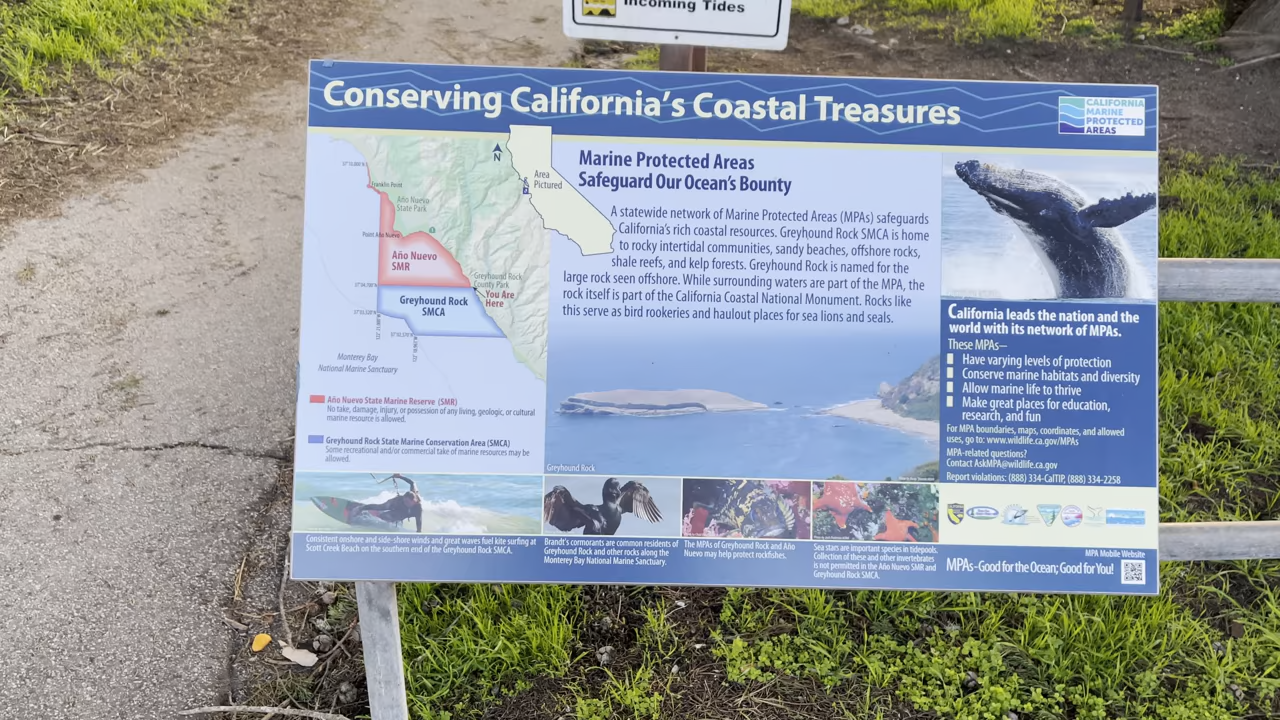 Incoming Tides
Conserving California's Coastal Treasures
CALIFORNIA
MARINE
PROTECTED
AREAS
N
Area
Pictured
Franklin Point
Año Nuevo
State Park
Point Año Nuevo
Año Nuevo
SMR
Greyhound Rock
County Park
You Are
Here
Greyhound Rock
SMCA
Monterey Bay
National Marine Sanctuary
Año Nuevo State Marine Reserve (SMR)
No take, damage, injury, or possession of any living, geologic, or cultural
marine resource is allowed.
Greyhound Rock State Marine Conservation Area (SMCA)
Some recreational and/or commercial take of marine resources may be
allowed.
Marine Protected Areas
Safeguard Our Ocean's Bounty
A statewide network of Marine Protected Areas (MPAs) safeguards
California's rich coastal resources. Greyhound Rock SMCA is home
to rocky intertidal communities, sandy beaches, offshore rocks,
shale reefs, and kelp forests. Greyhound Rock is named for the
large rock seen offshore. While surrounding waters are part of the MPA, the
rock itself is part of the California Coastal National Monument. Rocks like
this serve as bird rookeries and haulout places for sea lions and seals.
Greyhound Rock
California leads the nation and the
world with its network of MPAs.
These MPAs—
Have varying levels of protection
Conserve marine habitats and diversity
Allow marine life to thrive
Make great places for education,
research, and fun
For MPA boundaries, maps, coordinates, and allowed
uses, go to: www.wildlife.ca.gov/MPAs
MPA-related questions?
Contact AskMPA@wildlife.ca.gov
Report violations: (888) 334-CalTIP, (888) 334-2258
Consistent onshore and side-shore winds and great waves fuel kite surfing at
Scott Creek Beach on the southern end of the Greyhound Rock SMCA.
Brandt's cormorants are common residents of
Greyhound Rock and other rocks along the
Monterey Bay National Marine Sanctuary.
The MPAs of Greyhound Rock and Año
Nuevo may help protect rockfishes.
Sea stars are important species in tidepools.
Collection of these and other invertebrates
is not permitted in the Año Nuevo SMR and
Greyhound Rock SMCA.
MPA Mobile Website
MPAs - Good for the Ocean; Good for You!